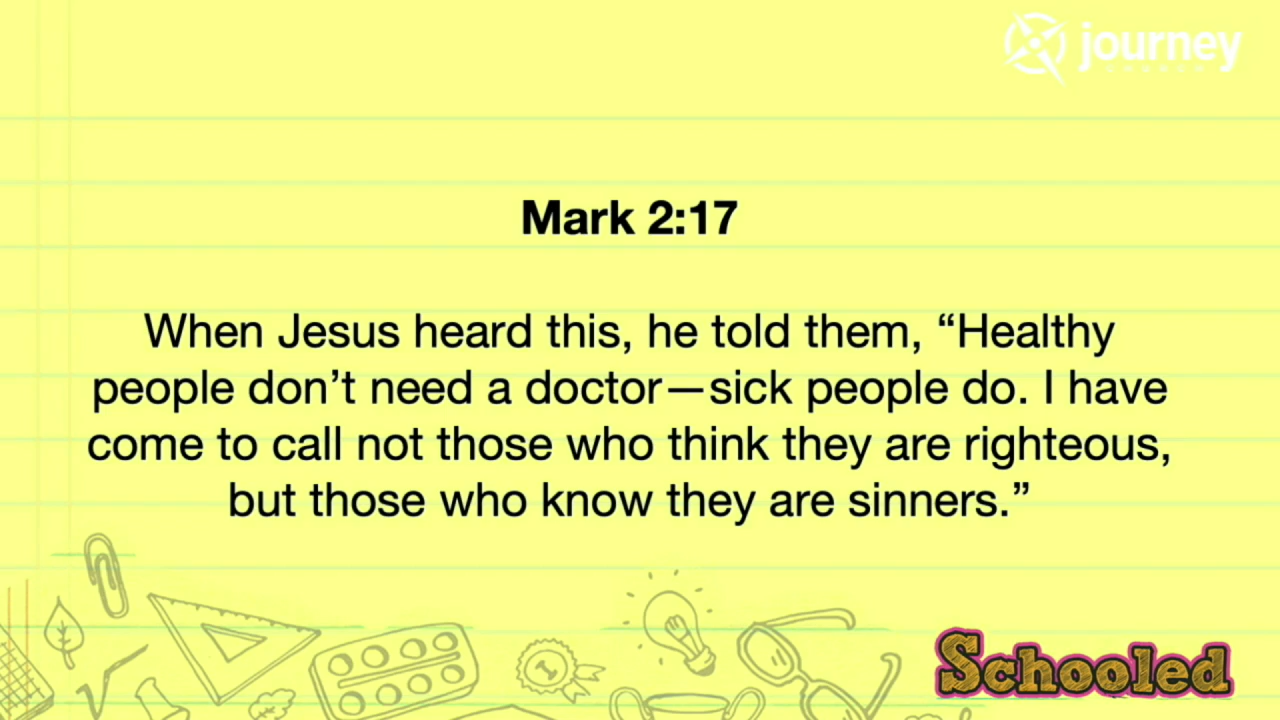 journey
CHURCH
Mark 2:17
When Jesus heard this, he told them, “Healthy
people don’t need a doctor—sick people do. I have
come to call not those who think they are righteous,
but those who know they are sinners.”
1
Schooled